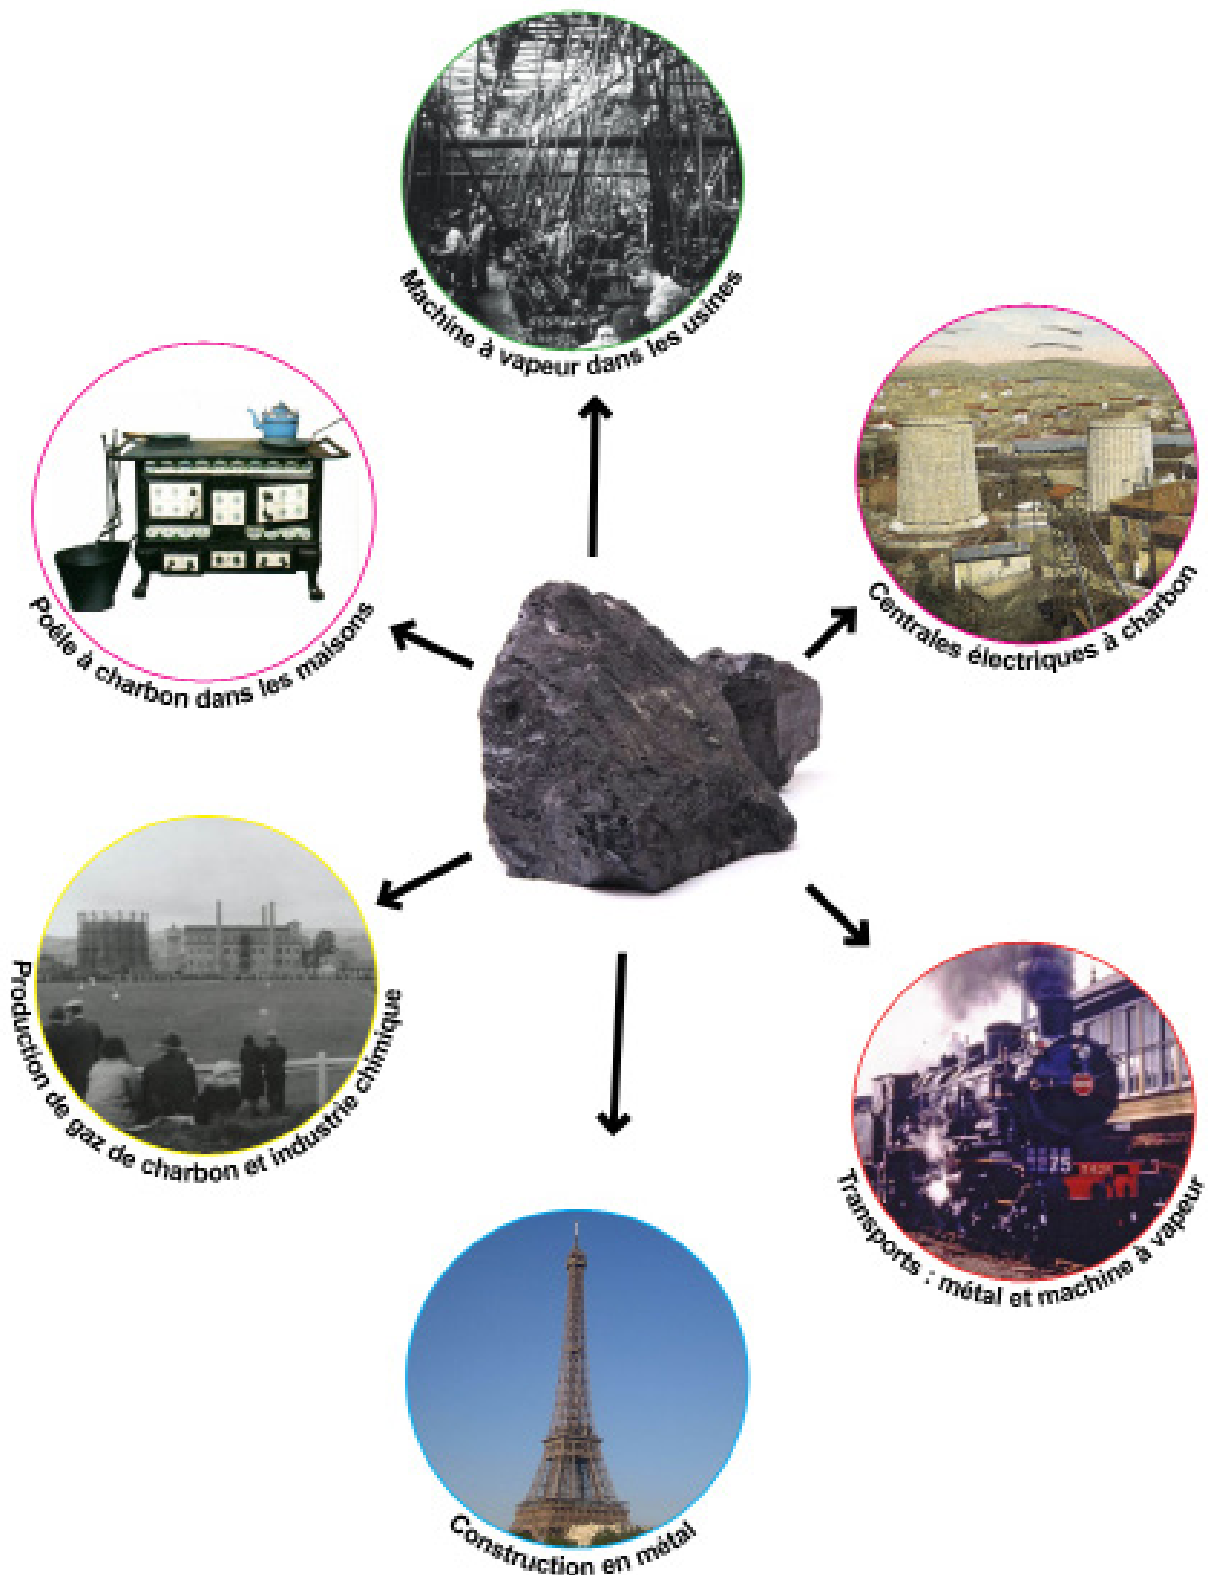 Machine à vapeur dans les usines
Centrales électriques à charbon
Poêle à charbon dans les maisons
Production de gaz de charbon et industrie chimique
Transports : métal et machine à vapeur
Construction en métal